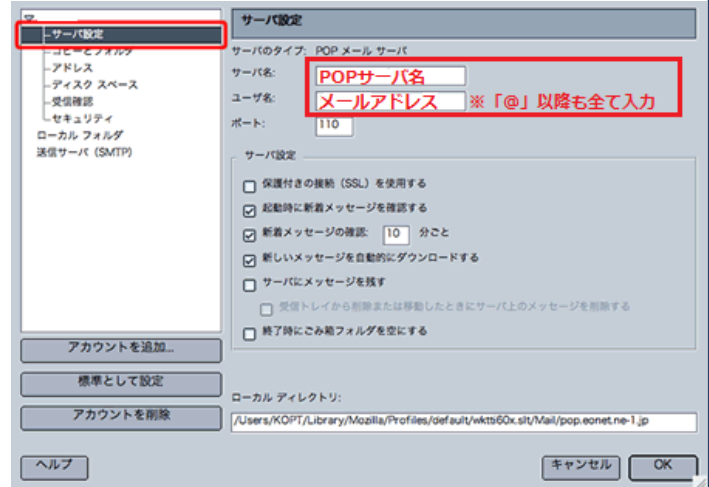 サーバ設定
コピーとフォルダ
アドレス
ディスク スペース
受信確認
セキュリティ
ローカル フォルダ
送信サーバ (SMTP)
アカウントを追加...
標準として設定
アカウントを削除
サーバ設定
サーバのタイプ: POP メール サーバ
サーバ名: POPサーバ名
ユーザ名: メールアドレス ※「@」以降も全て入力
ポート: 110
サーバ設定
保護付きの接続 (SSL) を使用する
起動時に新着メッセージを確認する
新着メッセージの確認: 10 分ごと
新しいメッセージを自動的にダウンロードする
サーバにメッセージを残す
受信トレイから削除または移動したときにサーバ上のメッセージを削除する
終了時にごみ箱フォルダを空にする
ローカル ディレクトリ:
/Users/KOPT/Library/Mozilla/Profiles/default/wktti60x.slt/Mail/pop.eonet.ne-1.jp
ヘルプ
キャンセル
OK